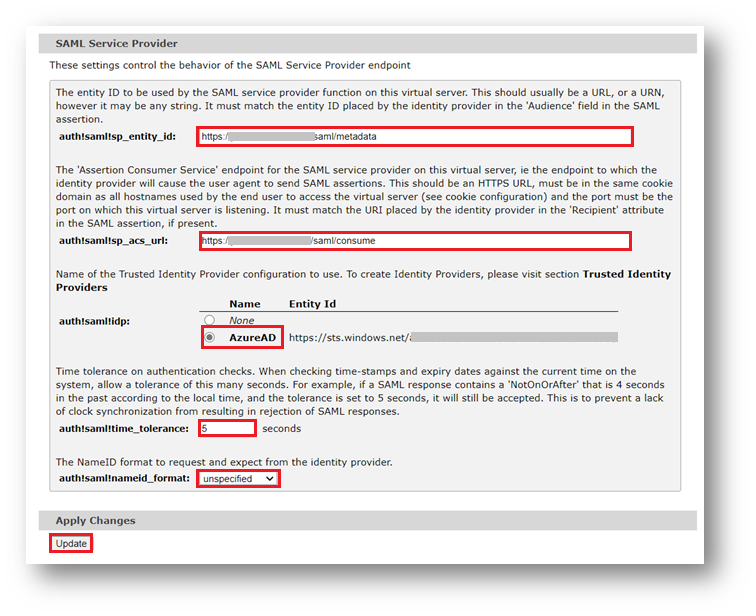 SAML Service Provider
These settings control the behavior of the SAML Service Provider endpoint
The entity ID to be used by the SAML service provider function on this virtual server. This should usually be a URL, or a URN,
however it may be any string. It must match the entity ID placed by the identity provider in the 'Audience' field in the SAML
assertion.
auth!saml!sp_entity_id: https:/ saml/metadata
The 'Assertion Consumer Service' endpoint for the SAML service provider on this virtual server, ie the endpoint to which the
identity provider will cause the user agent to send SAML assertions. This should be an HTTPS URL, must be in the same cookie
domain as all hostnames used by the end user to access the virtual server (see cookie configuration) and the port must be the
port on which this virtual server is listening. It must match the URI placed by the identity provider in the 'Recipient' attribute
in the SAML assertion, if present.
auth!saml!sp_acs_url: https:/ /saml/consume
Name of the Trusted Identity Provider configuration to use. To create Identity Providers, please visit section Trusted Identity
Providers
Name Entity Id
auth!saml!idp: None
AzureAD https://sts.windows.net/
Time tolerance on authentication checks. When checking time-stamps and expiry dates against the current time on the
system, allow a tolerance of this many seconds. For example, if a SAML response contains a 'NotOnOrAfter' that is 4 seconds
in the past according to the local time, and the tolerance is set to 5 seconds, it will still be accepted. This is to prevent a lack
of clock synchronization from resulting in rejection of SAML responses.
auth!saml!time_tolerance: 5 seconds
The NameID format to request and expect from the identity provider.
auth!saml!nameid_format: unspecified
Apply Changes
Update